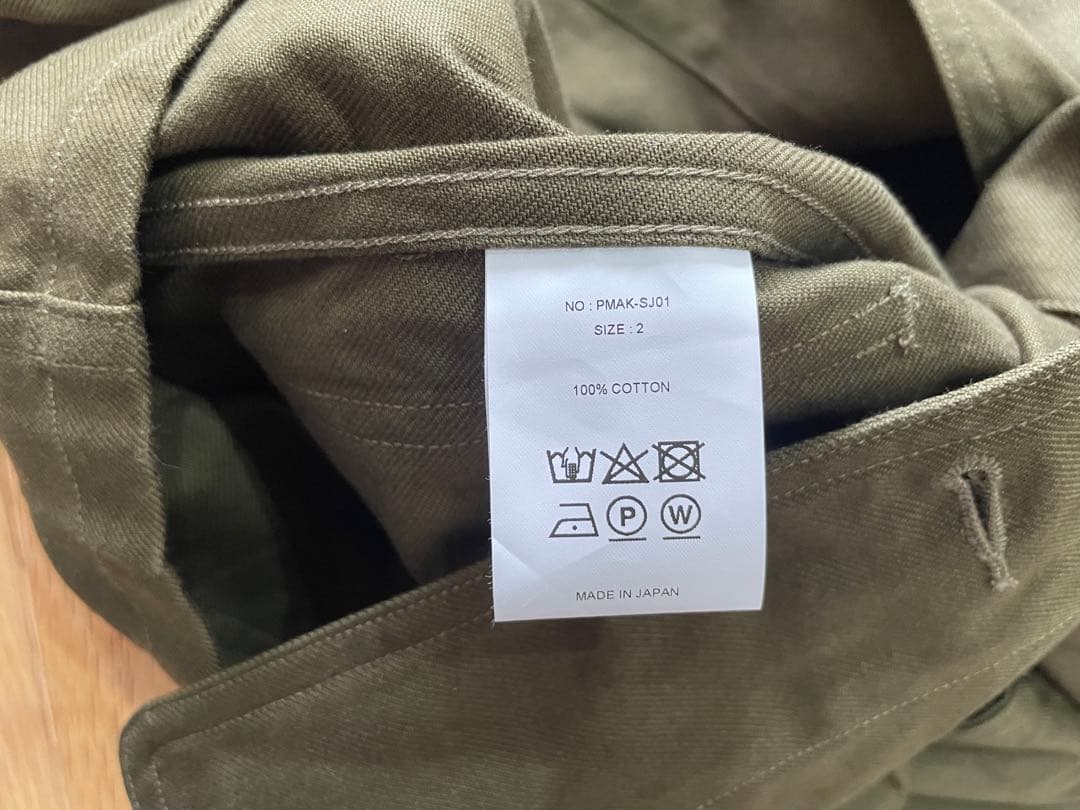 NO : PMAK-SJ01
SIZE : 2
100% COTTON
P W
MADE IN JAPAN